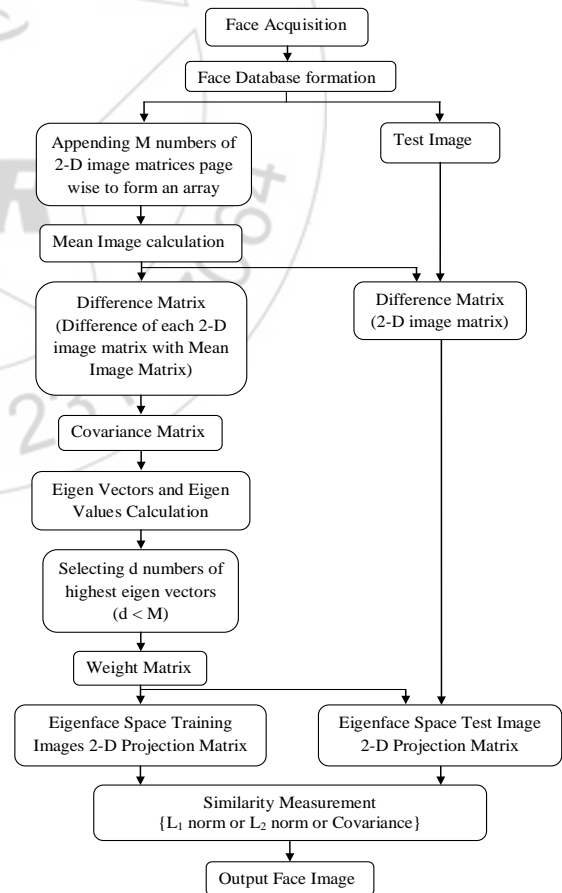 Face Acquisition
Face Database formation
Appending M numbers of
2-D image matrices page
wise to form an array
Test Image
Mean Image calculation
Difference Matrix
(Difference of each 2-D
image matrix with Mean
Image Matrix)
Difference Matrix
(2-D image matrix)
Covariance Matrix
Eigen Vectors and Eigen
Values Calculation
Selecting d numbers of
highest eigen vectors
(d < M)
Weight Matrix
Eigenface Space Training
Images 2-D Projection Matrix
Eigenface Space Test Image
2-D Projection Matrix
Similarity Measurement
{L₁ norm or L₂ norm or Covariance}
Output Face Image